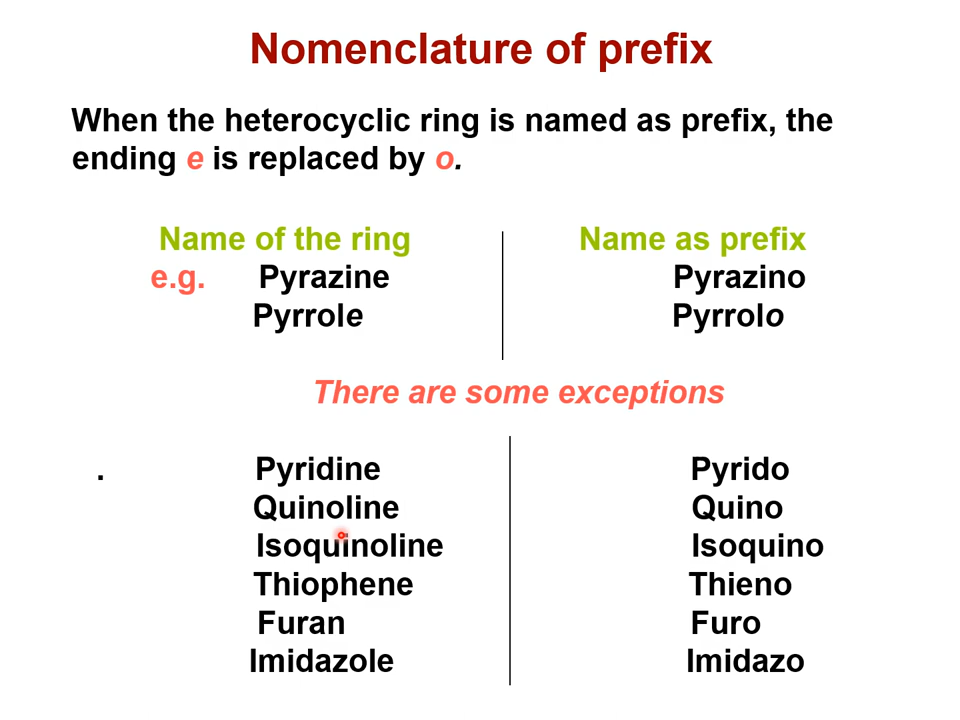 Nomenclature of prefix
When the heterocyclic ring is named as prefix, the
ending e is replaced by o.
Name of the ring Name as prefix
e.g. Pyrazine Pyrazino
Pyrrole Pyrrolo
There are some exceptions
. Pyridine Pyrido
Quinoline Quino
Isoquinoline Isoquino
Thiophene Thieno
Furan Furo
Imidazole Imidazo